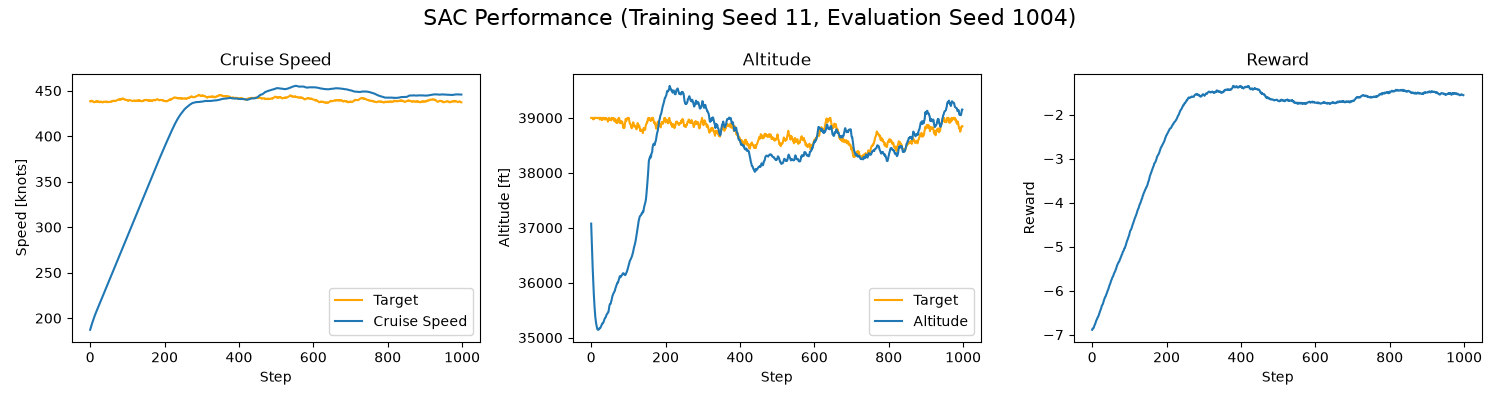 SAC Performance (Training Seed 11, Evaluation Seed 1004)
Cruise Speed
Speed [knots]
450
400
350
300
250
200
0 200 400 600 800 1000
Step
Target
Cruise Speed
Altitude
Altitude [ft]
39000
38000
37000
36000
35000
0 200 400 600 800 1000
Step
Target
Altitude
Reward
Reward
−2
−3
−4
−5
−6
−7
0 200 400 600 800 1000
Step